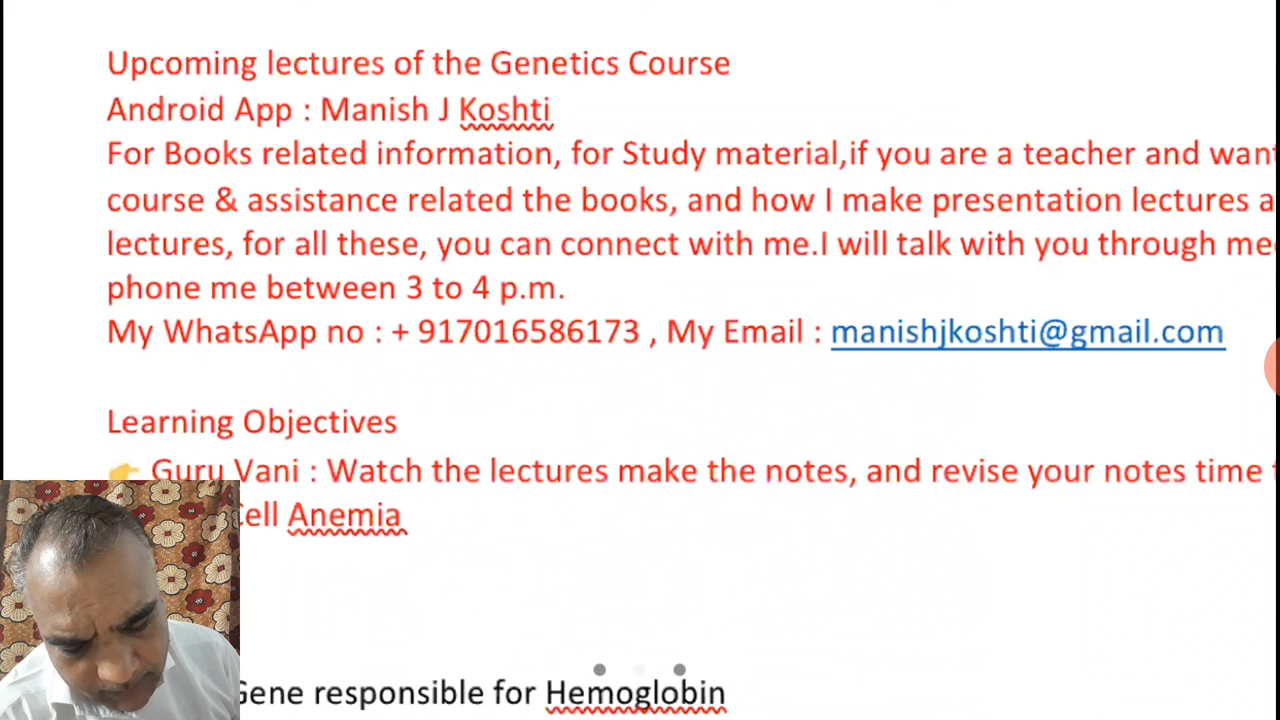 Upcoming lectures of the Genetics Course
Android App : Manish J Koshti
For Books related information, for Study material,if you are a teacher and
course & assistance related the books, and how I make presentation lectures
lectures, for all these, you can connect with me.I will talk with you through
phone me between 3 to 4 p.m.
My WhatsApp no : + 917016586173 , My Email : manishjkoshti@gmail.com
Learning Objectives
👉 Guru Vani : Watch the lectures make the notes, and revise your notes time
Cell Anemia
Gene responsible for Hemoglobin